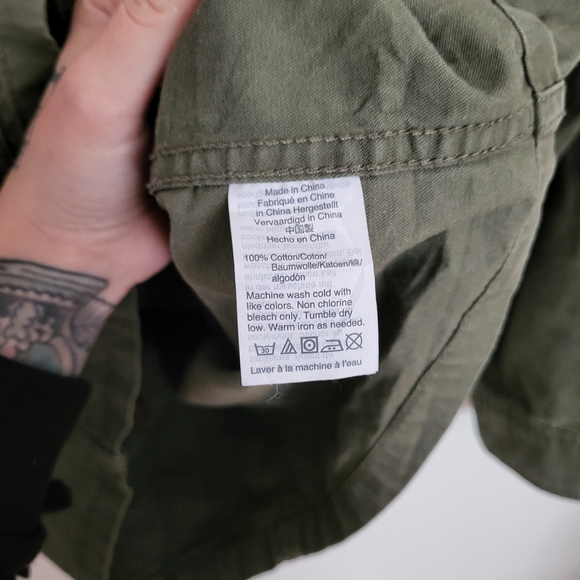 Made in China
Fabriqué en Chine
in China Hergestellt
Vervaardigd in China
中国製
Hecho en China
100% Cotton/Coton/
Baumwolle/Katoen/綿/
algodón
Machine wash cold with
like colors. Non chlorine
bleach only. Tumble dry
low. Warm iron as needed.
30
Laver à la machine à l'eau